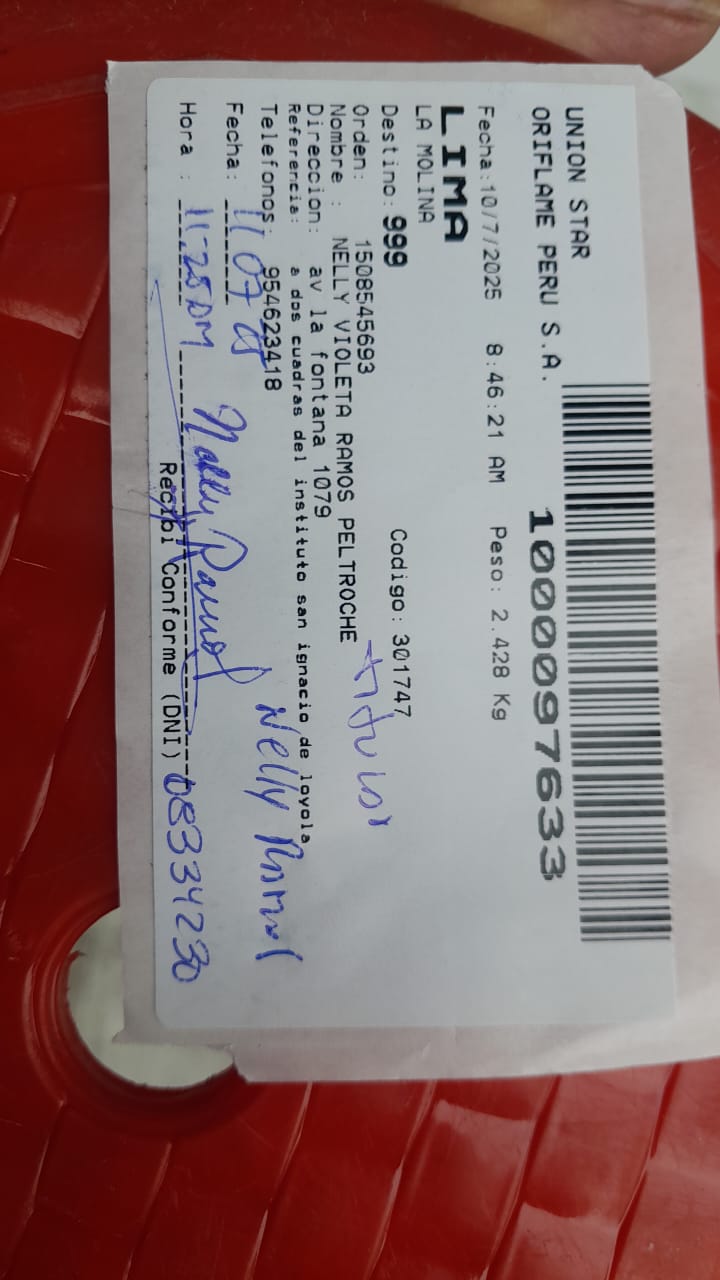 UNION STAR
ORIFLAME PERU S.A.
1000097633
Fecha:10/7/2025 8:46:21 AM Peso: 2.428 Kg
LIMA
LA MOLINA
Destino: 999 Codigo: 301747
Orden: 1508545693
Nombre : NELLY VIOLETA RAMOS PELTROCHE titular
Direccion: av la fontana 1079
Referencia: a dos cuadras del instituto san ignacio de loyola
Telefonos: 954623418
Nelly Ramos
Fecha: 11 07 25
Hora : 11:25 Nelly Ramos
Recibi Conforme (DNI) 08334230